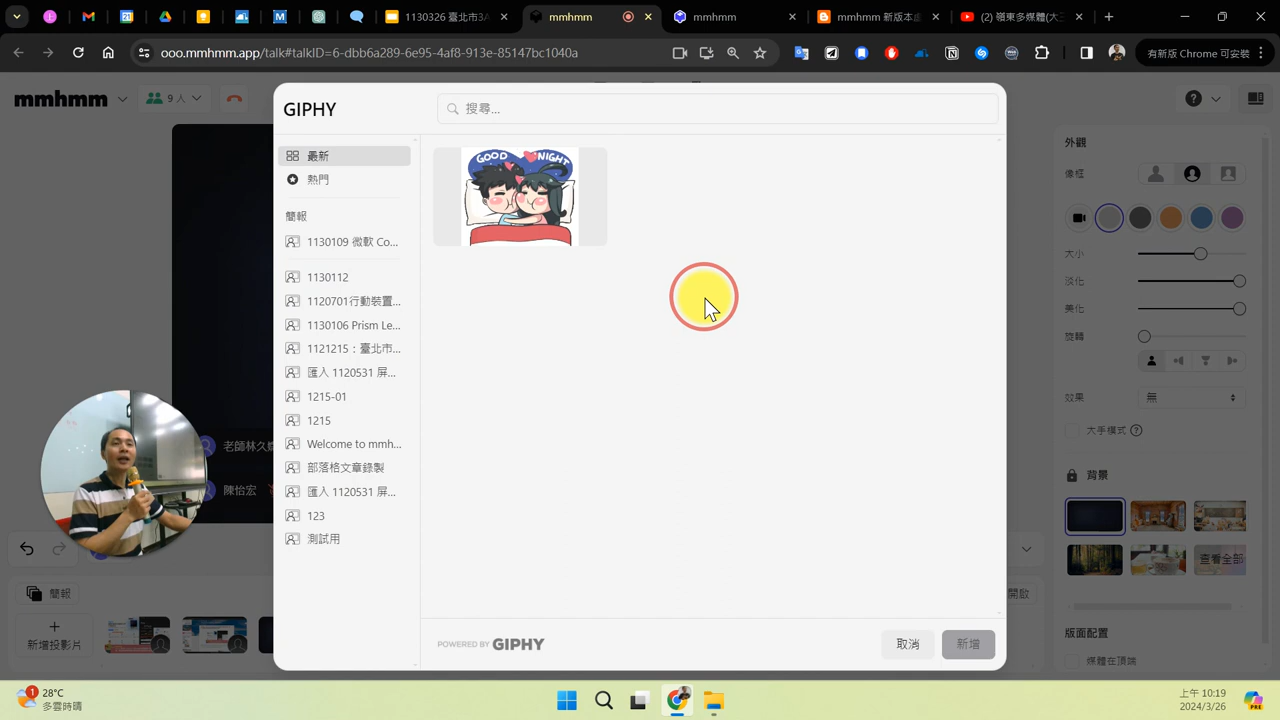 1130326 臺北市3A
mmhmm
mmhmm
mmhmm 新版本虛
(2) 嶺東多媒體(大三
ooo.mmhmm.app/talk#talkID=6-dbb6a289-6e95-4af8-913e-85147bc1040a
有新版 Chrome 可安裝
mmhmm
9 人
GIPHY
搜尋...
最新
熱門
簡報
1130109 微軟 Co...
1130112
1120701行動裝置...
1130106 Prism Le...
1121215：臺北市...
匯入 1120531 屏...
1215-01
1215
Welcome to mmh...
部落格文章錄製
匯入 1120531 屏...
123
測試用
GOOD NIGHT
POWERED BY GIPHY
取消
新增
老師林久
陳怡宏
簡報
新增投影片
開啟
外觀
像框
大小
淡化
美化
旋轉
效果
無
大手模式
背景
查看全部
版面配置
媒體在頂端
1
28°C
多雲時晴
上午 10:19
2024/3/26
PRE